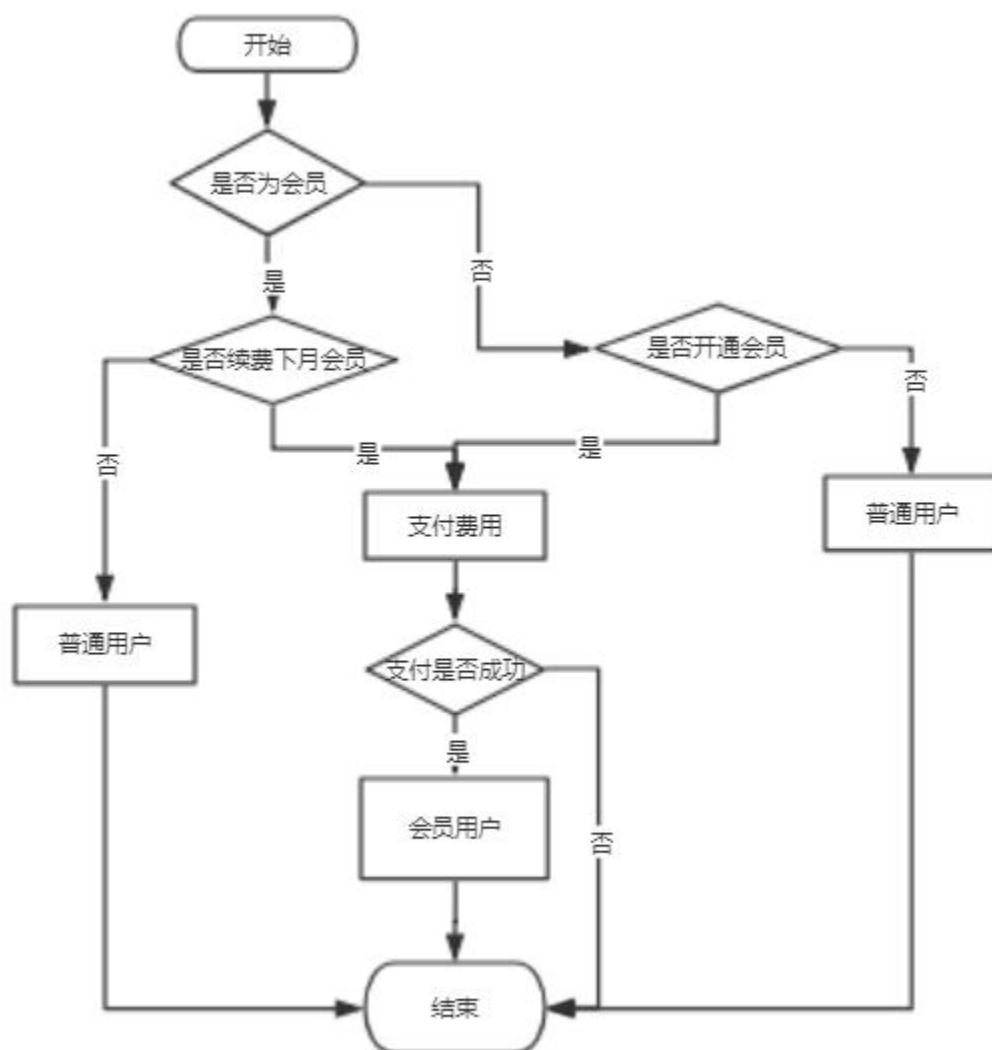 开始
是否为会员
是
否
是否续费下月会员
是否开通会员
否
否
是
是
支付费用
普通用户
普通用户
支付是否成功
是
会员用户
否
结束